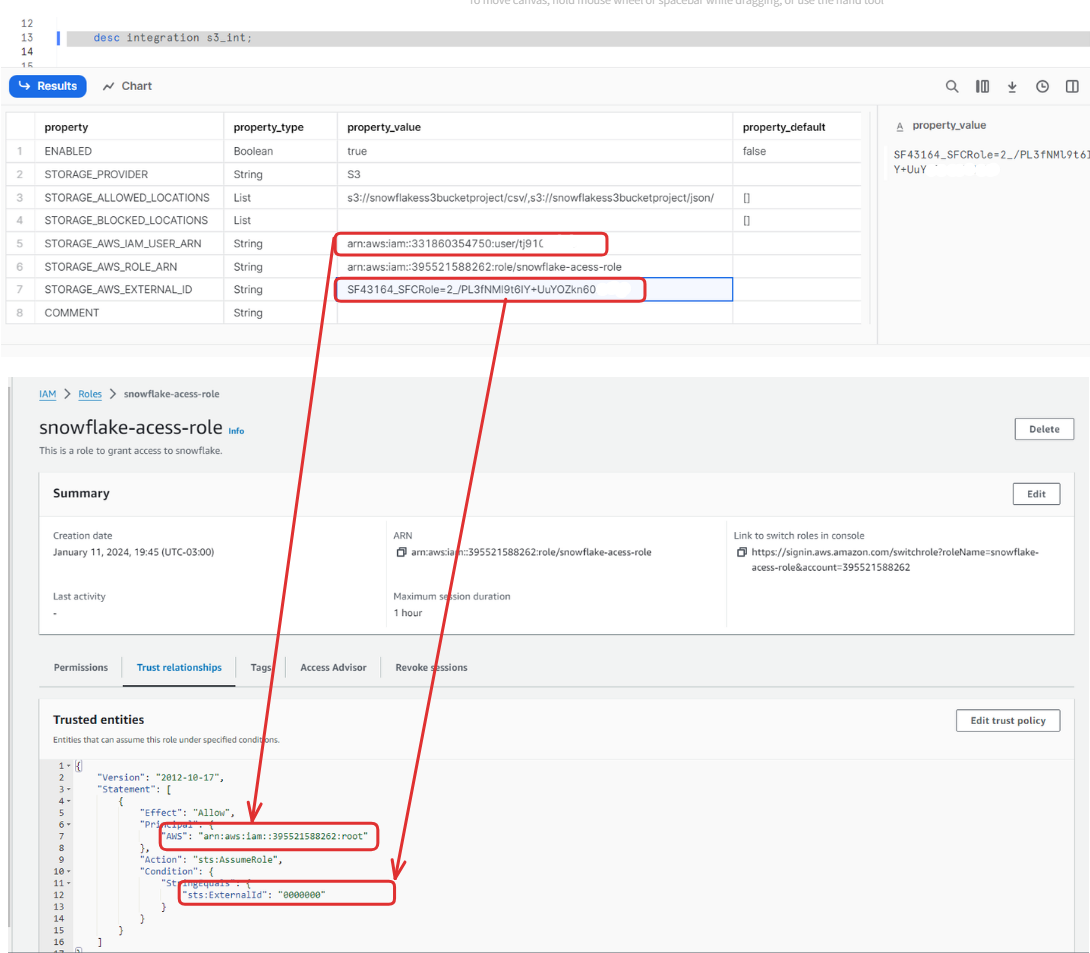 To move canvas, hold mouse wheel or spacebar while dragging, or use the hand tool
12
13 desc integration s3_int;
14
15
Results Chart
property property_type property_value property_default
1 ENABLED Boolean true false
2 STORAGE_PROVIDER String S3
3 STORAGE_ALLOWED_LOCATIONS List s3://snowflakess3bucketproject/csv/,s3://snowflakess3bucketproject/json/ []
4 STORAGE_BLOCKED_LOCATIONS List []
5 STORAGE_AWS_IAM_USER_ARN String arn:aws:iam::331860354750:user/tj91
6 STORAGE_AWS_ROLE_ARN String arn:aws:iam::395521588262:role/snowflake-acess-role
7 STORAGE_AWS_EXTERNAL_ID String SF43164_SFCRole=2_/PL3fNMl9t6IY+UuYOZkn60
8 COMMENT String
A property_value
SF43164_SFCRole=2_/PL3fNMl9t6I
Y+UuY
IAM > Roles > snowflake-acess-role
snowflake-acess-role Info
Delete
This is a role to grant access to snowflake.
Summary
Edit
Creation date
January 11, 2024, 19:45 (UTC-03:00)
ARN
arn:aws:iam::395521588262:role/snowflake-acess-role
Link to switch roles in console
https://signin.aws.amazon.com/switchrole?roleName=snowflake-
acess-role&account=395521588262
Last activity
-
Maximum session duration
1 hour
Permissions Trust relationships Tags Access Advisor Revoke sessions
Trusted entities
Edit trust policy
Entities that can assume this role under specified conditions.
1 {
2 "Version": "2012-10-17",
3 "Statement": [
4 {
5 "Effect": "Allow",
6 "Principal": {
7 "AWS": "arn:aws:iam::395521588262:root"
8 },
9 "Action": "sts:AssumeRole",
10 "Condition": {
11 "StringEquals": {
12 "sts:ExternalId": "0000000"
13 }
14 }
15 }
16 ]
17 }